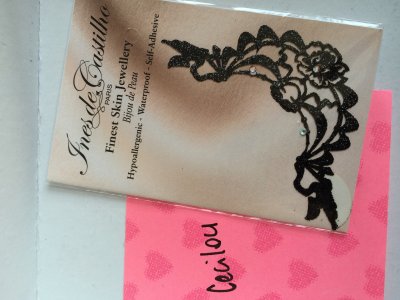 Ines de Castilho
PARIS
Finest Skin Jewellery
Bijou de Peau
Hypoallergenic - Waterproof - Self-Adhesive
Cecilou